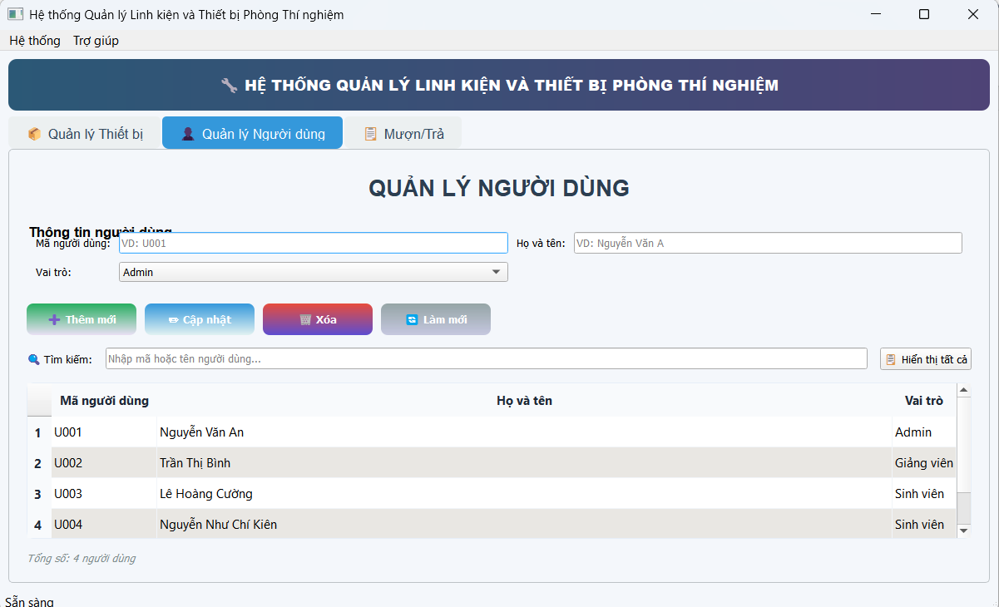 Hệ thống Quản lý Linh kiện và Thiết bị Phòng Thí nghiệm
Hệ thống Trợ giúp
HỆ THỐNG QUẢN LÝ LINH KIỆN VÀ THIẾT BỊ PHÒNG THÍ NGHIỆM
Quản lý Thiết bị Quản lý Người dùng Mượn/Trả
QUẢN LÝ NGƯỜI DÙNG
Thông tin người dùng
Mã người dùng: VD: U001 Họ và tên: VD: Nguyễn Văn A
Vai trò: Admin
Thêm mới Cập nhật Xóa Làm mới
Tìm kiếm: Nhập mã hoặc tên người dùng... Hiển thị tất cả
Mã người dùng Họ và tên Vai trò
1 U001 Nguyễn Văn An Admin
2 U002 Trần Thị Bình Giảng viên
3 U003 Lê Hoàng Cường Sinh viên
4 U004 Nguyễn Như Chí Kiên Sinh viên
Tổng số: 4 người dùng
Sẵn sàng